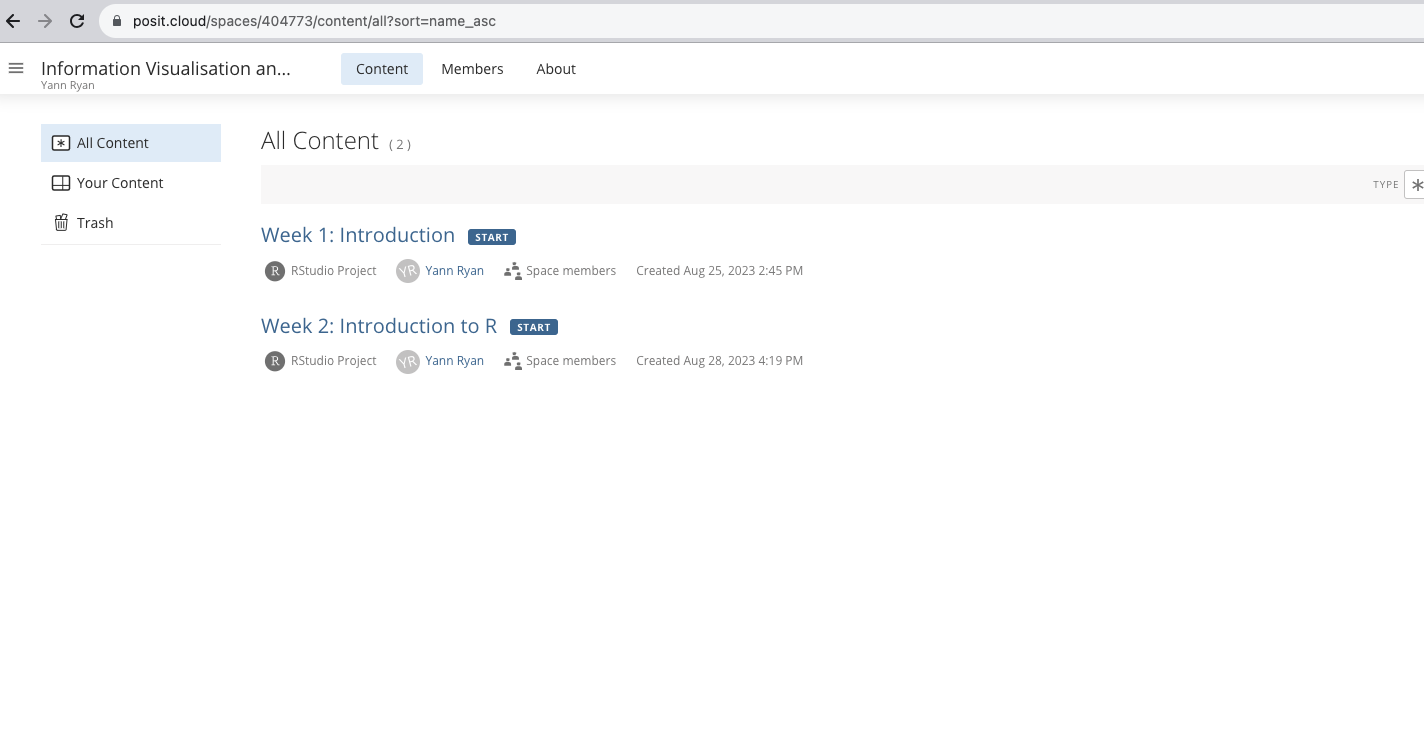 posit.cloud/spaces/404773/content/all?sort=name_asc
Information Visualisation an...
Yann Ryan
Content Members About
All Content
Your Content
Trash
All Content ( 2 )
TYPE
Week 1: Introduction START
R RStudio Project YR Yann Ryan Space members Created Aug 25, 2023 2:45 PM
Week 2: Introduction to R START
R RStudio Project YR Yann Ryan Space members Created Aug 28, 2023 4:19 PM